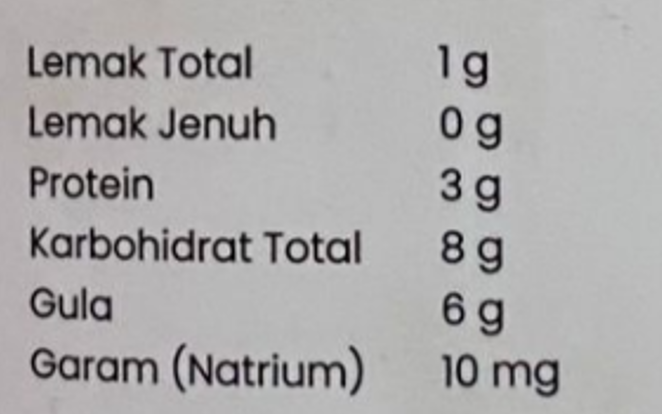 Lemak Total 1 g
Lemak Jenuh 0 g
Protein 3 g
Karbohidrat Total 8 g
Gula 6 g
Garam (Natrium) 10 mg